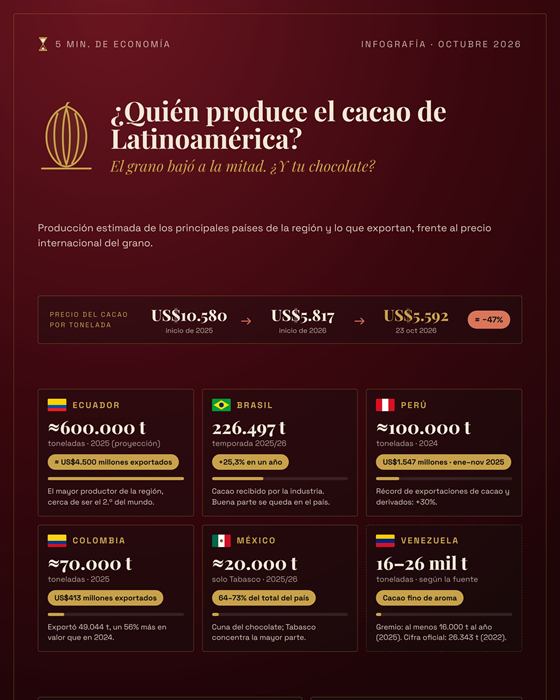 5 MIN. DE ECONOMÍA
INFOGRAFÍA · OCTUBRE 2026
¿Quién produce el cacao de
Latinoamérica?
El grano bajó a la mitad. ¿Y tu chocolate?
Producción estimada de los principales países de la región y lo que exportan, frente al precio
internacional del grano.
PRECIO DEL CACAO
POR TONELADA
US$10.580
inicio de 2025
→
US$5.817
inicio de 2026
→
US$5.592
23 oct 2026
≈ −47%
ECUADOR
≈600.000 t
toneladas · 2025 (proyección)
≈ US$4.500 millones exportados
El mayor productor de la región,
cerca de ser el 2.º del mundo.
BRASIL
226.497 t
temporada 2025/26
+25,3% en un año
Cacao recibido por la industria.
Buena parte se queda en el país.
PERÚ
≈100.000 t
toneladas · 2024
US$1.547 millones · ene–nov 2025
Récord de exportaciones de cacao y
derivados: +30%.
COLOMBIA
≈70.000 t
toneladas · 2025
US$413 millones exportados
Exportó 49.044 t, un 56% más en
valor que en 2024.
MÉXICO
≈20.000 t
solo Tabasco · 2025/26
64–73% del total del país
Cuna del chocolate; Tabasco
concentra la mayor parte.
VENEZUELA
16–26 mil t
toneladas · según la fuente
Cacao fino de aroma
Gremio: al menos 16.000 t al año
(2025). Cifra oficial: 26.343 t (2022).